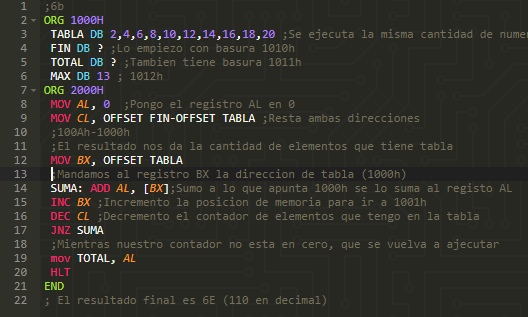 1 ;6b
2 ORG 1000H
3 TABLA DB 2,4,6,8,10,12,14,16,18,20 ;Se ejecuta la misma cantidad de
4 FIN DB ? ;Lo empiezo con basura 1010h
5 TOTAL DB ? ;Tambien tiene basura 1011h
6 MAX DB 13 ; 1012h
7 ORG 2000H
8 MOV AL, 0 ;Pongo el registro AL en 0
9 MOV CL, OFFSET FIN-OFFSET TABLA ;Resta ambas direcciones
10 ;100Ah-1000h
11 ;El resultado nos da la cantidad de elementos que tiene tabla
12 MOV BX, OFFSET TABLA
13 ;Mandamos al registro BX la direccion de tabla (1000h)
14 SUMA: ADD AL, [BX];Sumo a lo que apunta 1000h se lo suma al registo AL
15 INC BX ;Incremento la posicion de memoria para ir a 1001h
16 DEC CL ;Decremento el contador de elementos que tengo en la tabla
17 JNZ SUMA
18 ;Mientras nuestro contador no esta en cero, que se vuelva a ajecutar
19 mov TOTAL, AL
20 HLT
21 END
22 ; El resultado final es 6E (110 en decimal)